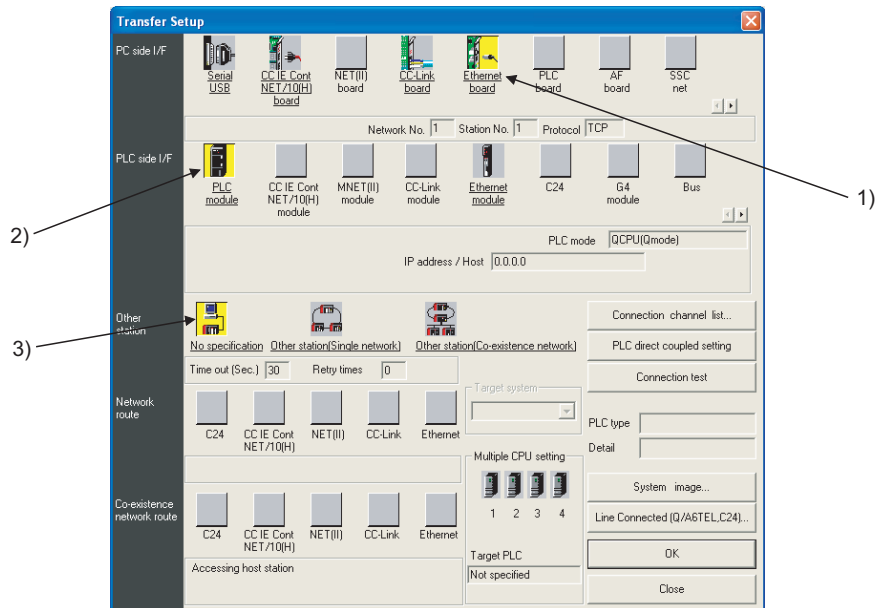 Transfer Setup
PC side I/F
Serial USB
CC IE Cont NET/10(H) board
NET(II) board
CC-Link board
Ethernet board
PLC board
AF board
SSC net
1)
Network No. 1 Station No. 1 Protocol TCP
PLC side I/F
2)
PLC module
CC IE Cont NET/10(H) module
MNET(II) module
CC-Link module
Ethernet module
C24
G4 module
Bus
PLC mode QCPU(Qmode)
IP address / Host 0.0.0.0
Other station
3)
No specification
Other station(Single network)
Other station(Co-existence network)
Time out (Sec.) 30 Retry times 0
Connection channel list...
PLC direct coupled setting
Connection test
Target system
PLC type
Detail
Network route
C24
CC IE Cont NET/10(H)
NET(II)
CC-Link
Ethernet
Multiple CPU setting
1 2 3 4
System image...
Line Connected (Q/A6TEL,C24)...
OK
Close
Co-existence network route
C24
CC IE Cont NET/10(H)
NET(II)
CC-Link
Ethernet
Accessing host station
Target PLC
Not specified